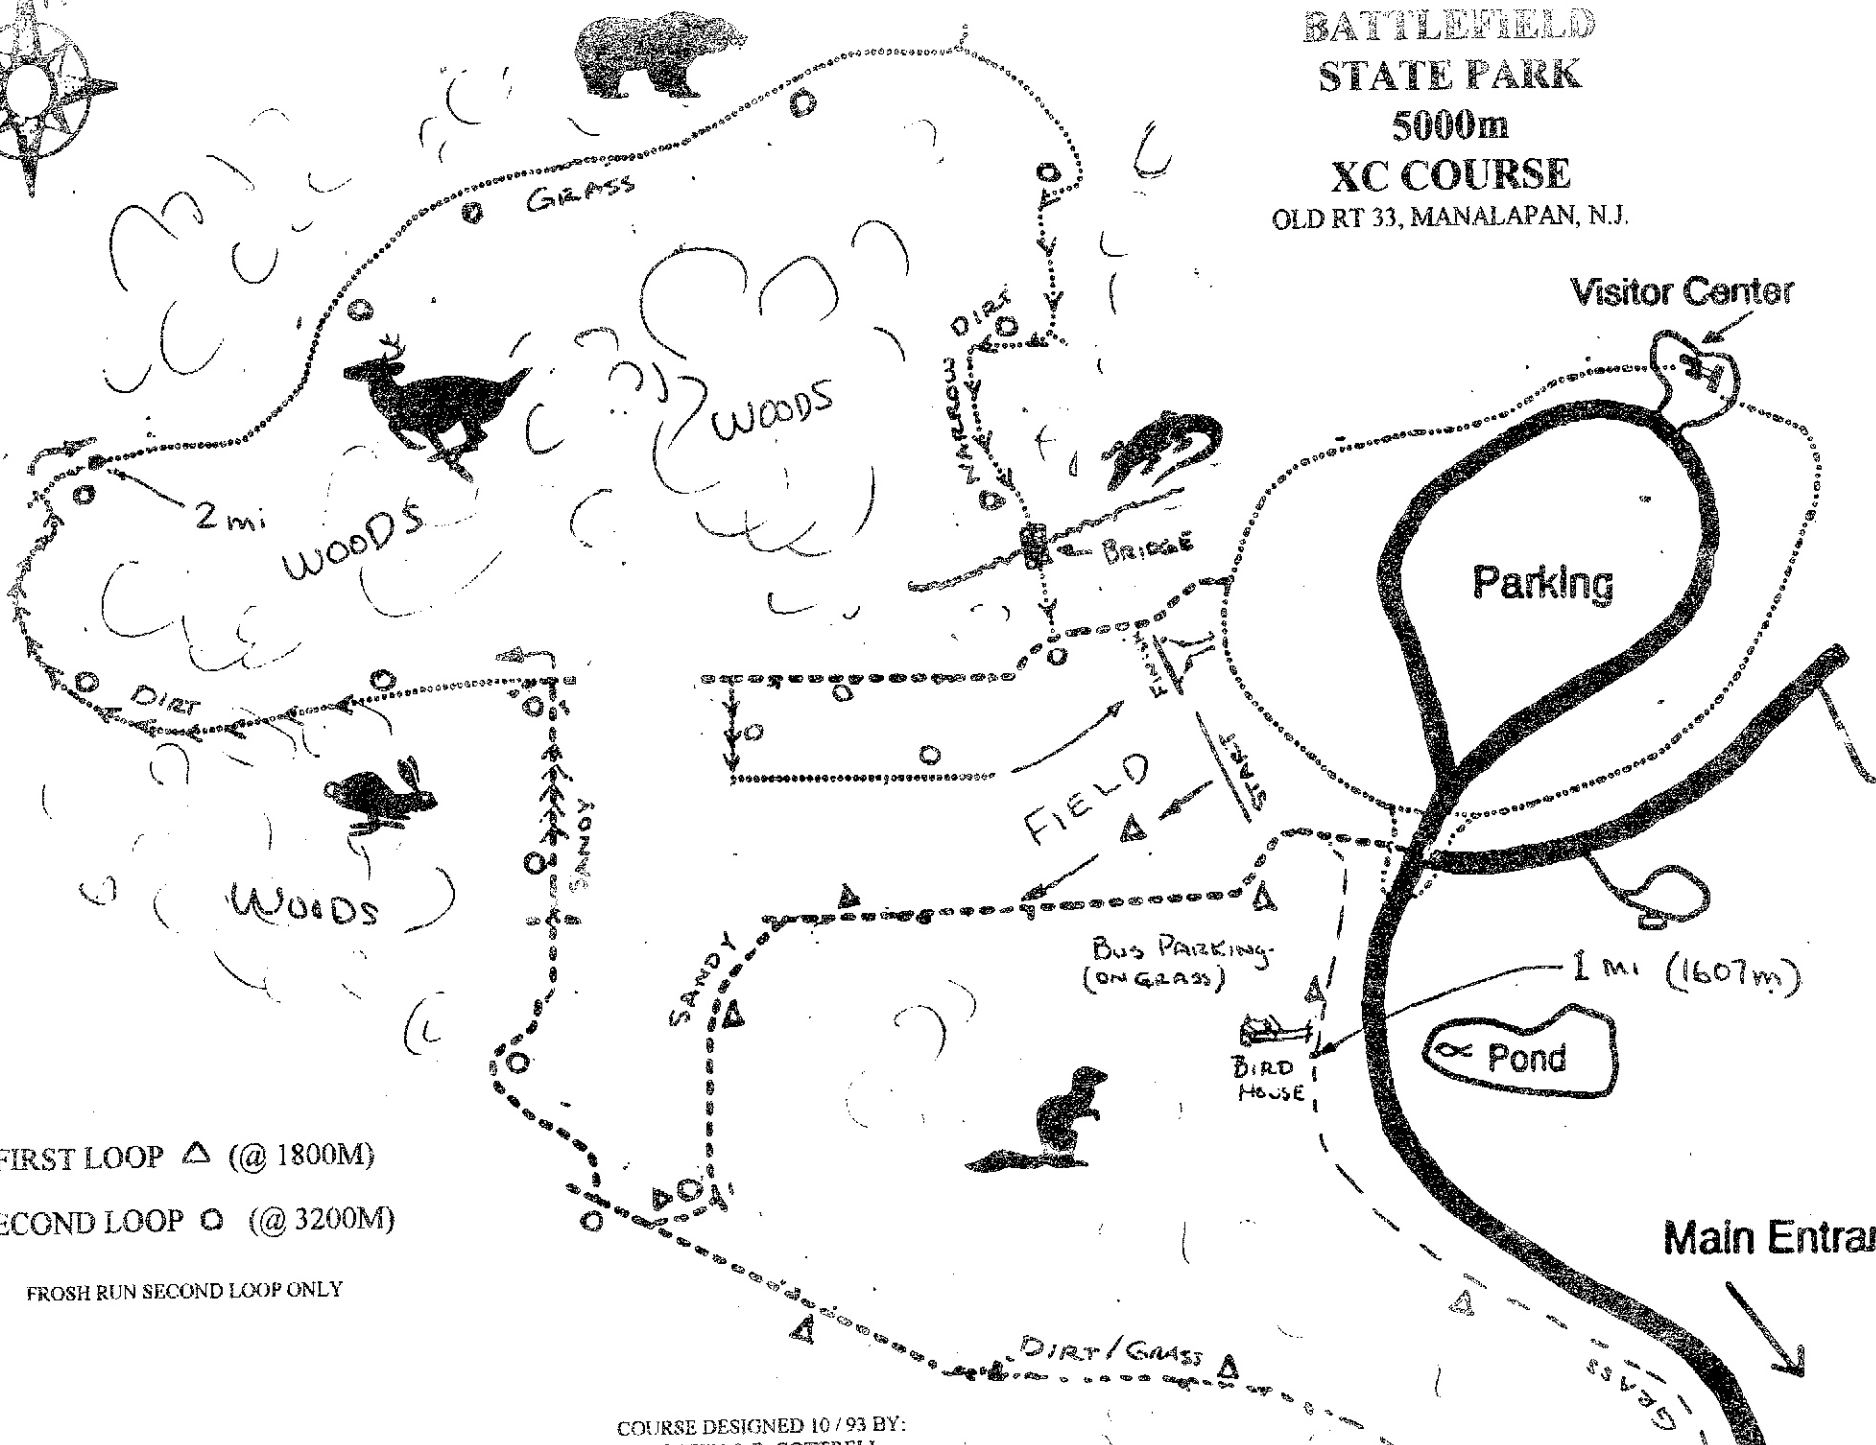 BATTLEFIELD
STATE PARK
5000m
XC COURSE
OLD RT 33, MANALAPAN, N.J.
Visitor Center
GRASS
DIRT
NARROW
WOODS
2 mi
WOODS
BRIDGE
Parking
FINISH
DIRT
START
FIELD
SANDY
WOODS
SANDY
BUS PARKING
(ON GRASS)
1 mi (1607m)
BIRD
HOUSE
Pond
FIRST LOOP △ (@ 1800M)
ECOND LOOP O (@ 3200M)
FROSH RUN SECOND LOOP ONLY
Main Entran
DIRT/GRASS
GRASS
COURSE DESIGNED 10 / 93 BY: